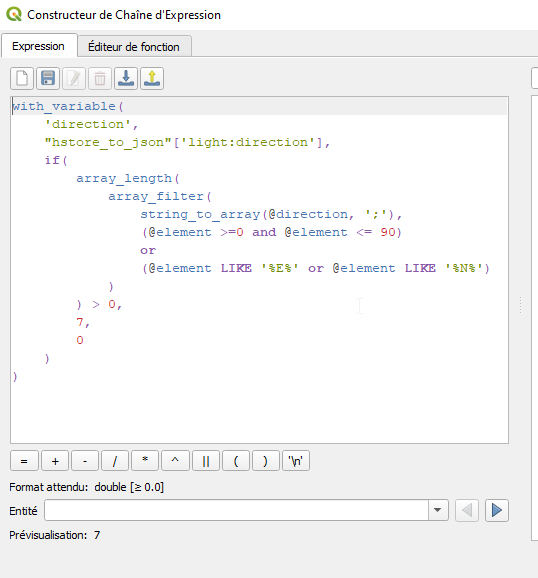 Constructeur de Chaîne d'Expression
Expression
Éditeur de fonction
with_variable(
'direction',
"hstore_to_json"['light:direction'],
if(
array_length(
array_filter(
string_to_array(@direction, ';'),
(@element >=0 and @element <= 90)
or
(@element LIKE '%E%' or @element LIKE '%N%')
)
) > 0,
7,
0
)
)
= + - / * ^ || ( ) '\n'
Format attendu: double [≥ 0.0]
Entité
Prévisualisation: 7